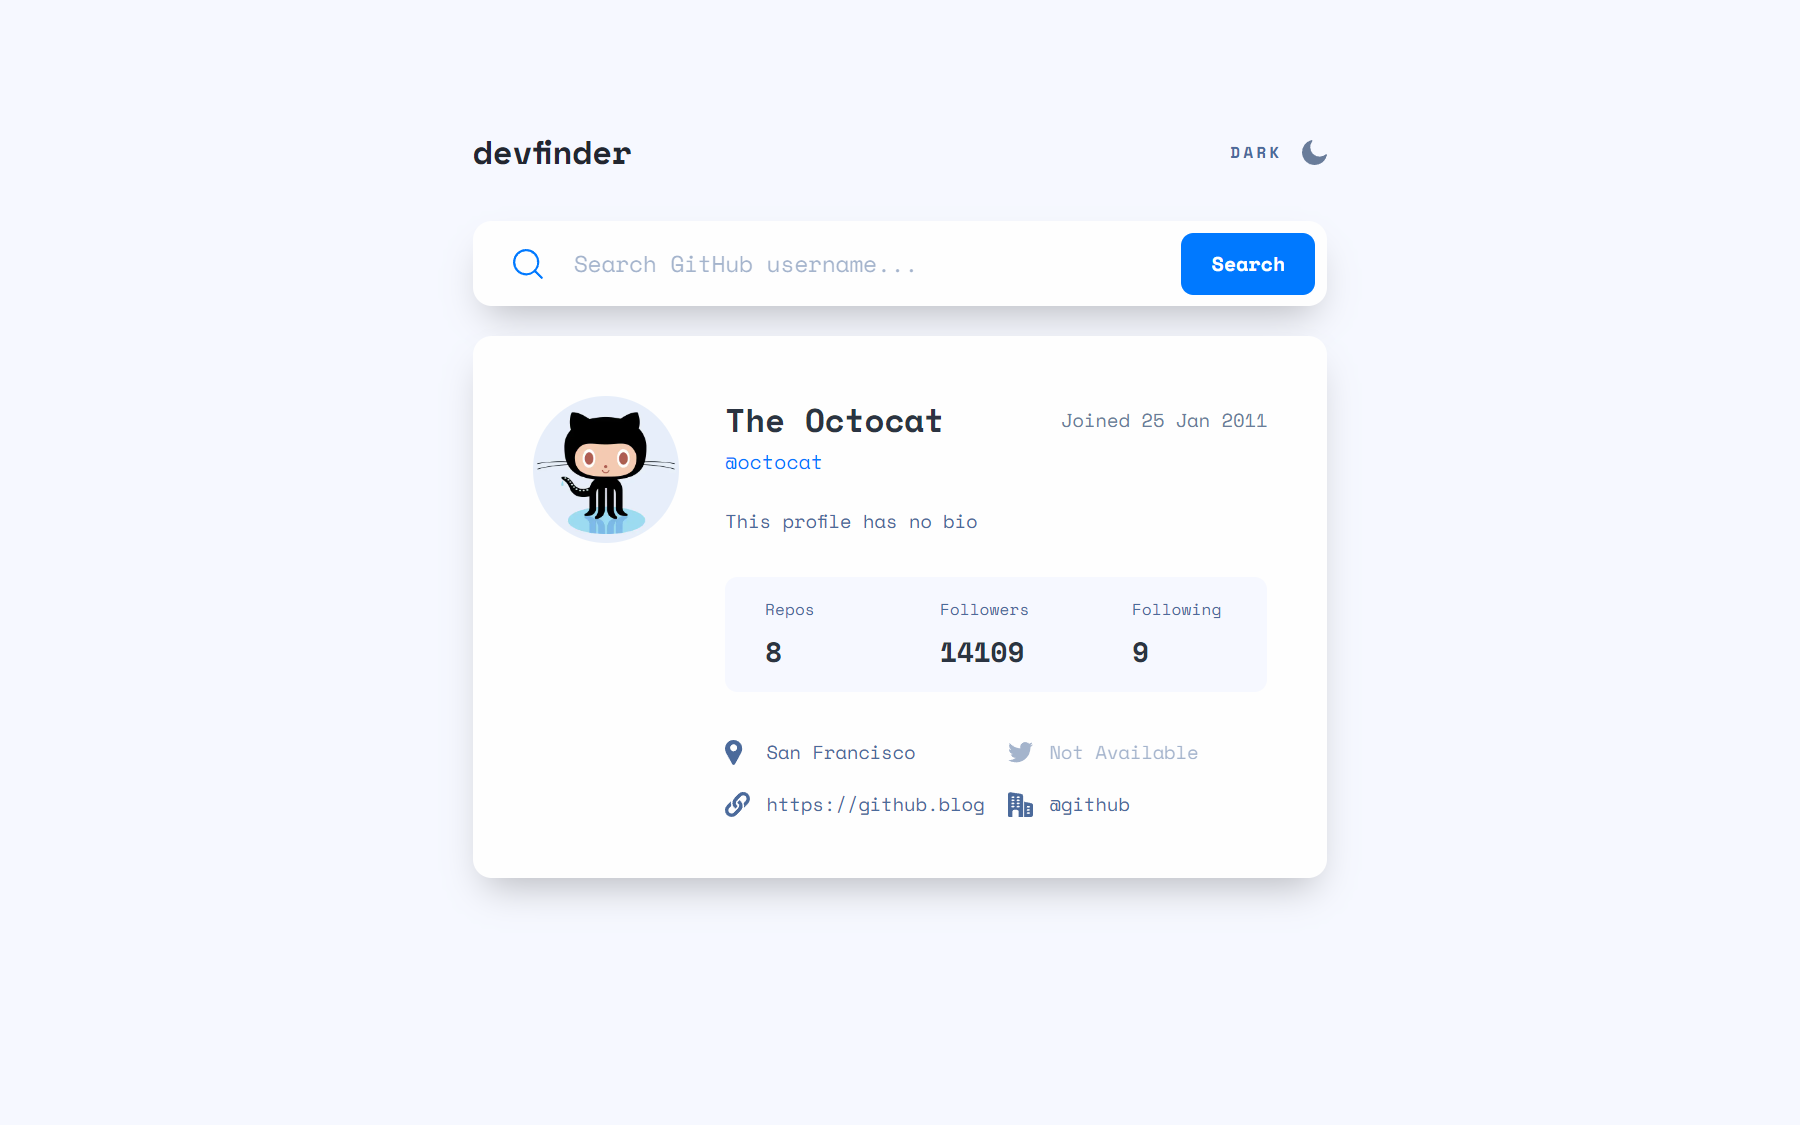 devfinder
DARK
Search GitHub username...
Search
The Octocat
Joined 25 Jan 2011
@octocat
This profile has no bio
Repos
Followers
Following
8
14109
9
San Francisco
Not Available
https://github.blog
@github